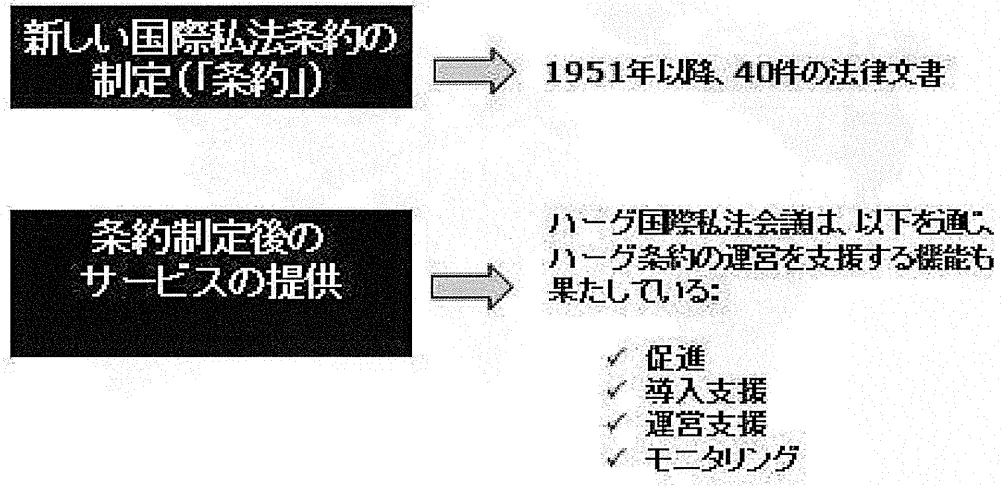 新しい国際私法条約の
制定(「条約」)
1951年以降、40件の法律文書
条約制定後の
サービスの提供
ハーグ国際私法会議は、以下を通じ、
ハーグ条約の運営を支援する機能も
果たしている:
✓ 促進
✓ 導入支援
✓ 運営支援
✓ モニタリング